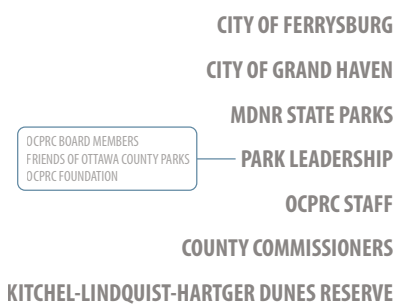 CITY OF FERRYSBURG
CITY OF GRAND HAVEN
MDNR STATE PARKS
OCPRC BOARD MEMBERS
FRIENDS OF OTTAWA COUNTY PARKS
OCPRC FOUNDATION
PARK LEADERSHIP
OCPRC STAFF
COUNTY COMMISSIONERS
KITCHEL-LINDQUIST-HARTGER DUNES RESERVE